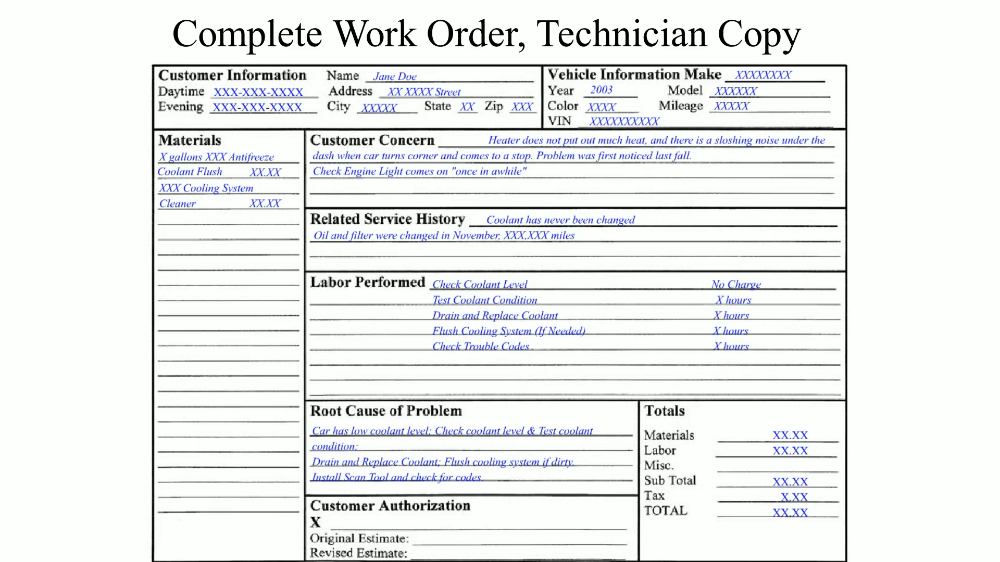 Complete Work Order, Technician Copy
Customer Information Name Jane Doe
Daytime XXX-XXX-XXXX Address XX XXXX Street
Evening XXX-XXX-XXXX City XXXXX State XX Zip XXX
Vehicle Information Make XXXXXXXX
Year 2003 Model XXXXXX
Color XXXX Mileage XXXXX
VIN XXXXXXXXXX
Materials
X gallons XXX Antifreeze
Coolant Flush XX.XX
XXX Cooling System
Cleaner XX.XX
Customer Concern Heater does not put out much heat, and there is a sloshing noise under the
dash when car turns corner and comes to a stop. Problem was first noticed last fall.
Check Engine Light comes on "once in awhile"
Related Service History Coolant has never been changed
Oil and filter were changed in November, XXX,XXX miles
Labor Performed Check Coolant Level No Charge
Test Coolant Condition X hours
Drain and Replace Coolant X hours
Flush Cooling System (If Needed) X hours
Check Trouble Codes X hours
Root Cause of Problem
Car has low coolant level; Check coolant level & Test coolant
condition;
Drain and Replace Coolant; Flush cooling system if dirty.
Install Scan Tool and check for codes.
Customer Authorization
X
Original Estimate:
Revised Estimate:
Totals
Materials XX.XX
Labor XX.XX
Misc.
Sub Total XX.XX
Tax X.XX
TOTAL XX.XX